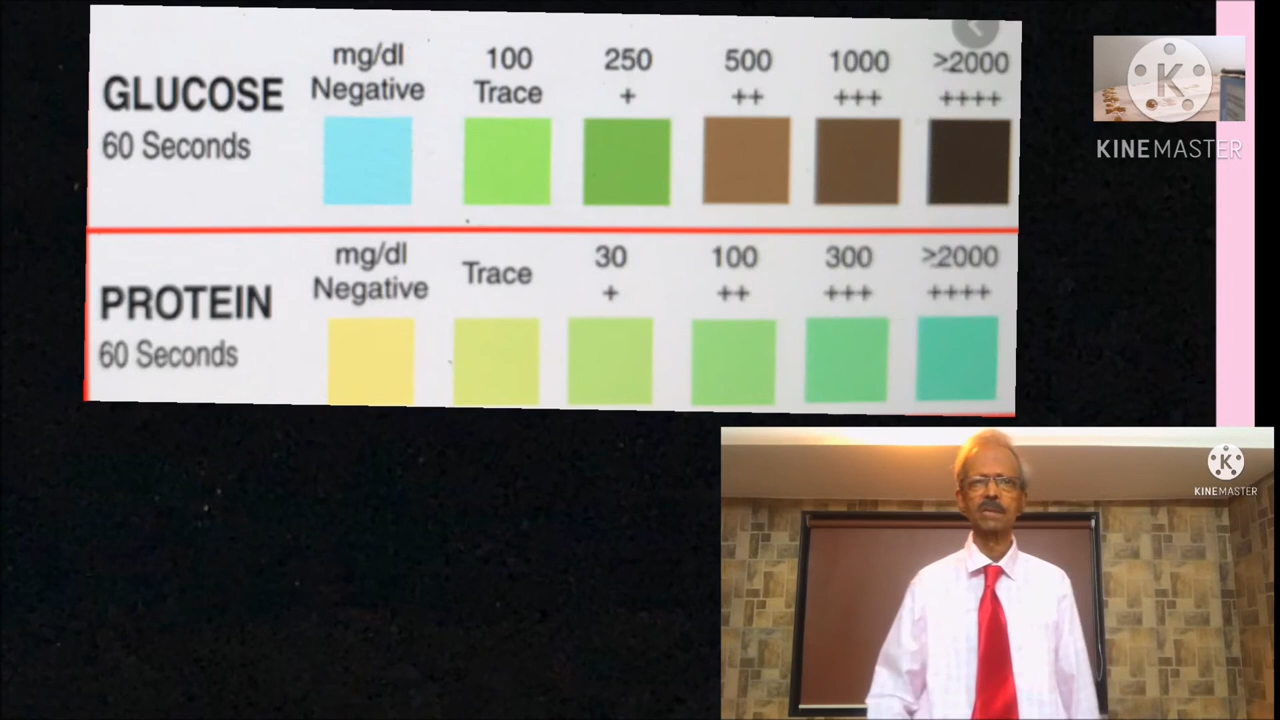 GLUCOSE
60 Seconds
mg/dl 100 250 500 1000 >2000
Negative Trace + ++ +++ ++++
PROTEIN
60 Seconds
mg/dl 30 100 300 >2000
Negative Trace + ++ +++ ++++
K
KINEMASTER
K
KINEMASTER